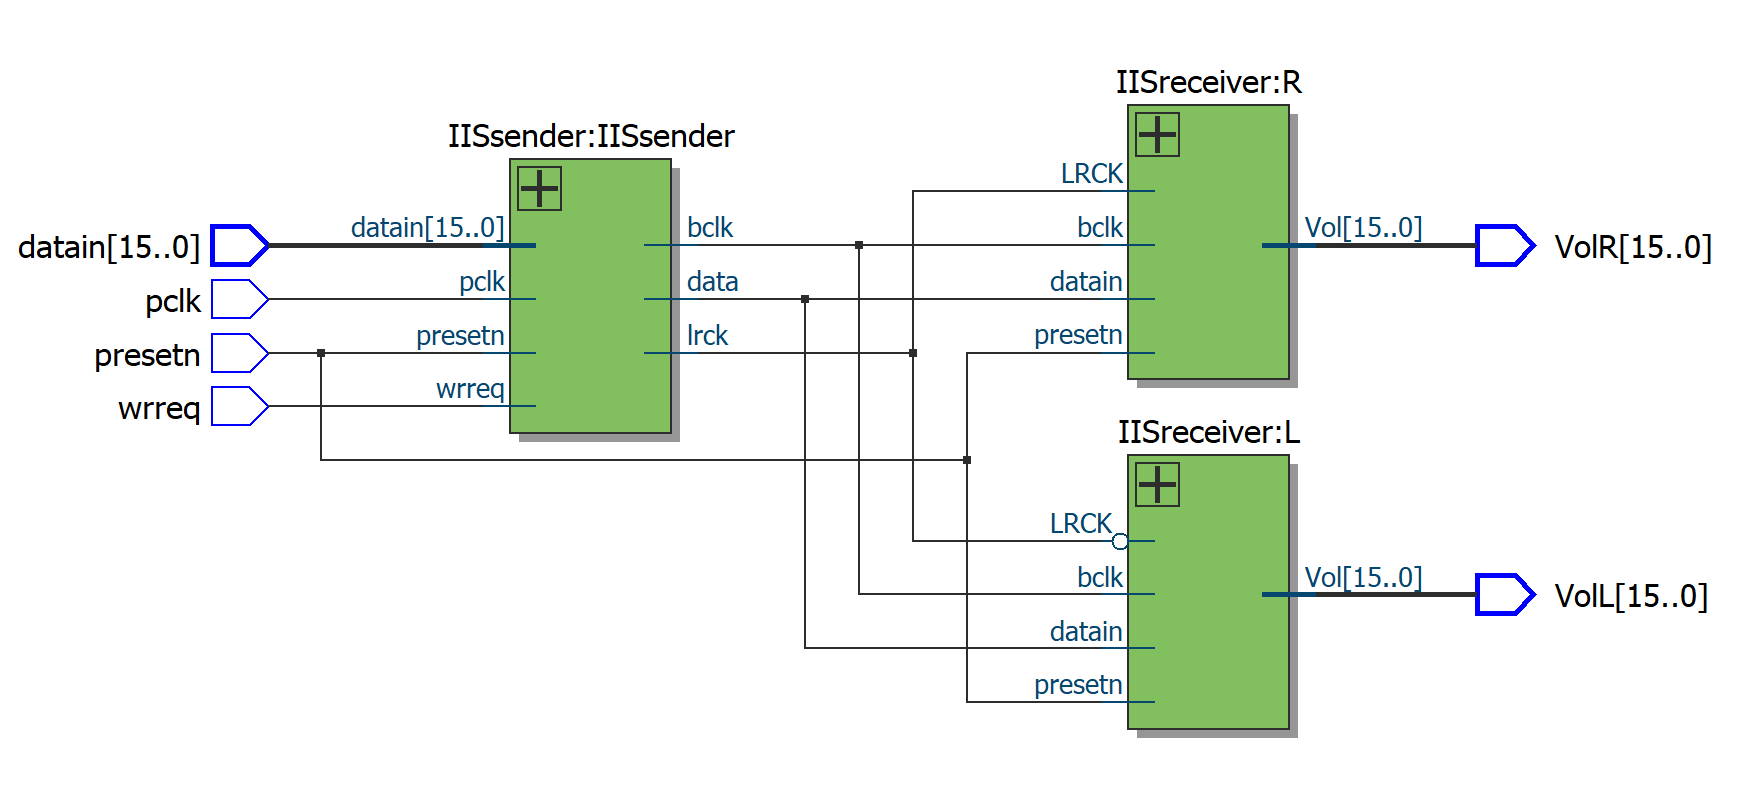 IISsender:IISsender
datain[15..0]
pclk
presetn
wrreq
datain[15..0]
pclk
presetn
wrreq
bclk
data
lrck
IISreceiver:R
LRCK
bclk
datain
presetn
Vol[15..0]
VolR[15..0]
IISreceiver:L
LRCK
bclk
datain
presetn
Vol[15..0]
VolL[15..0]